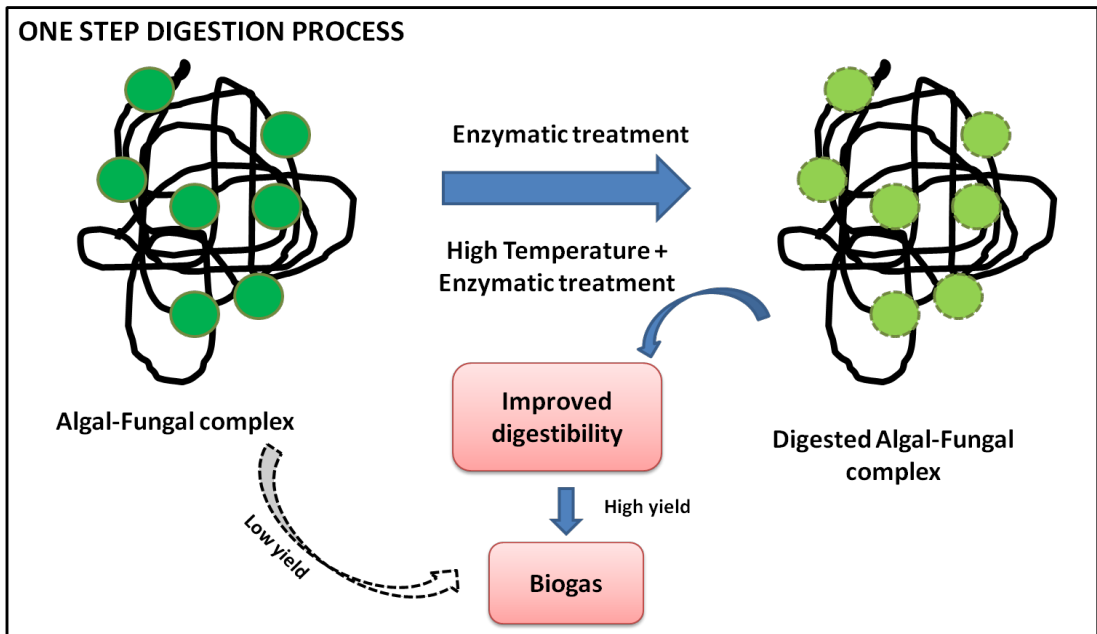 ONE STEP DIGESTION PROCESS
Enzymatic treatment
High Temperature +
Enzymatic treatment
Algal-Fungal complex
Improved
digestibility
Digested Algal-Fungal
complex
High yield
Low yield
Biogas